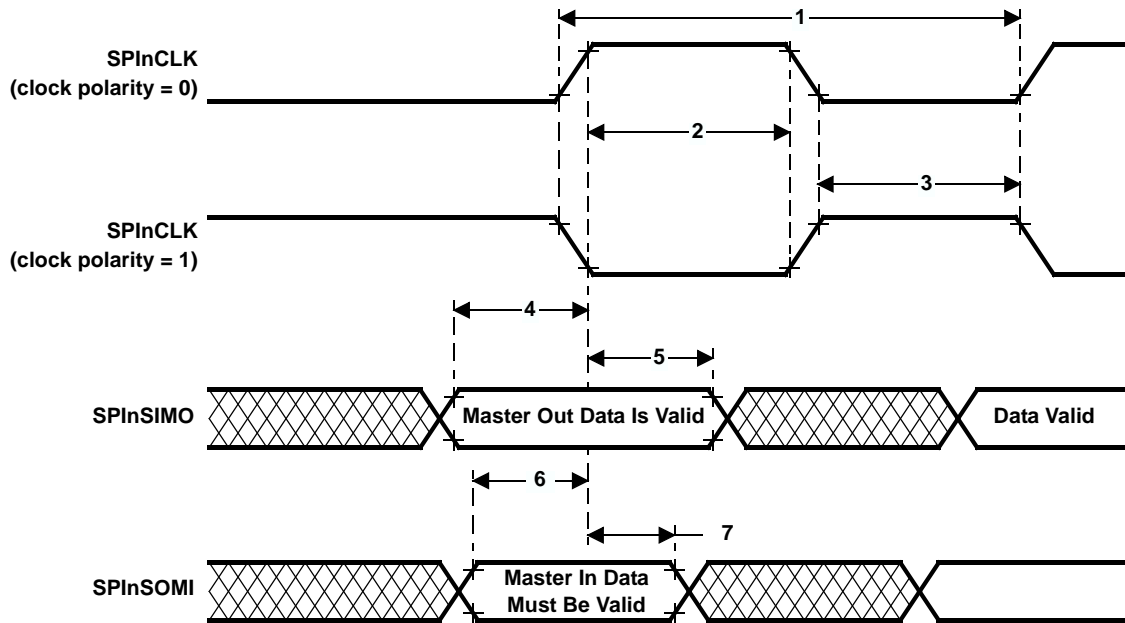 1
SPInCLK
(clock polarity = 0)
2
3
SPInCLK
(clock polarity = 1)
4
5
SPInSIMO
Master Out Data Is Valid
Data Valid
6
7
SPInSOMI
Master In Data
Must Be Valid